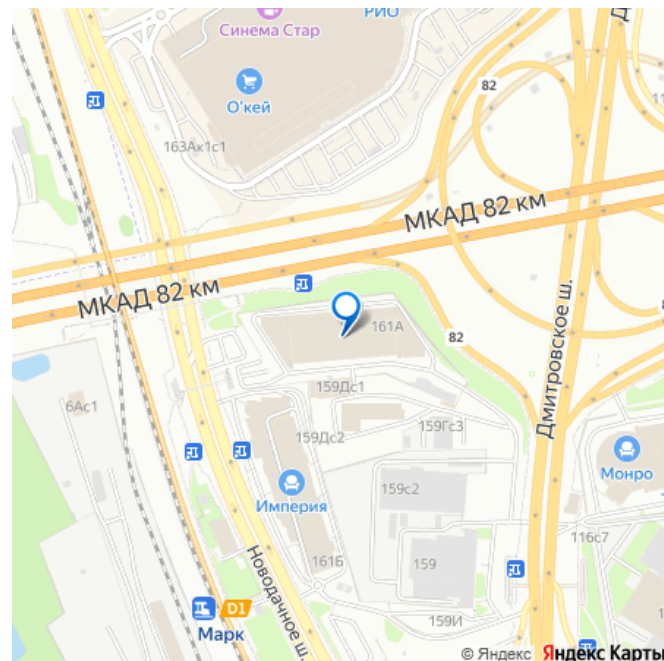 РИО
Синема Стар
О'кей
82
163Ак1с1
МКАД 82 км
МКАД 82 км
161А
82
6Ас1
159Дс1
159Дс2
159Гс3
Дмитровское ш.
Империя
159с2
Монро
161Б
159
116с7
Новодачное ш.
D1
Марк
159И
© Яндекс Яндекс Карты